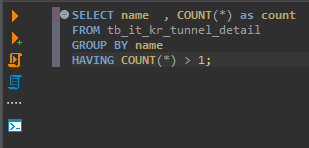 SELECT name  , COUNT(*) as count
FROM tb_it_kr_tunnel_detail
GROUP BY name
HAVING COUNT(*) > 1;